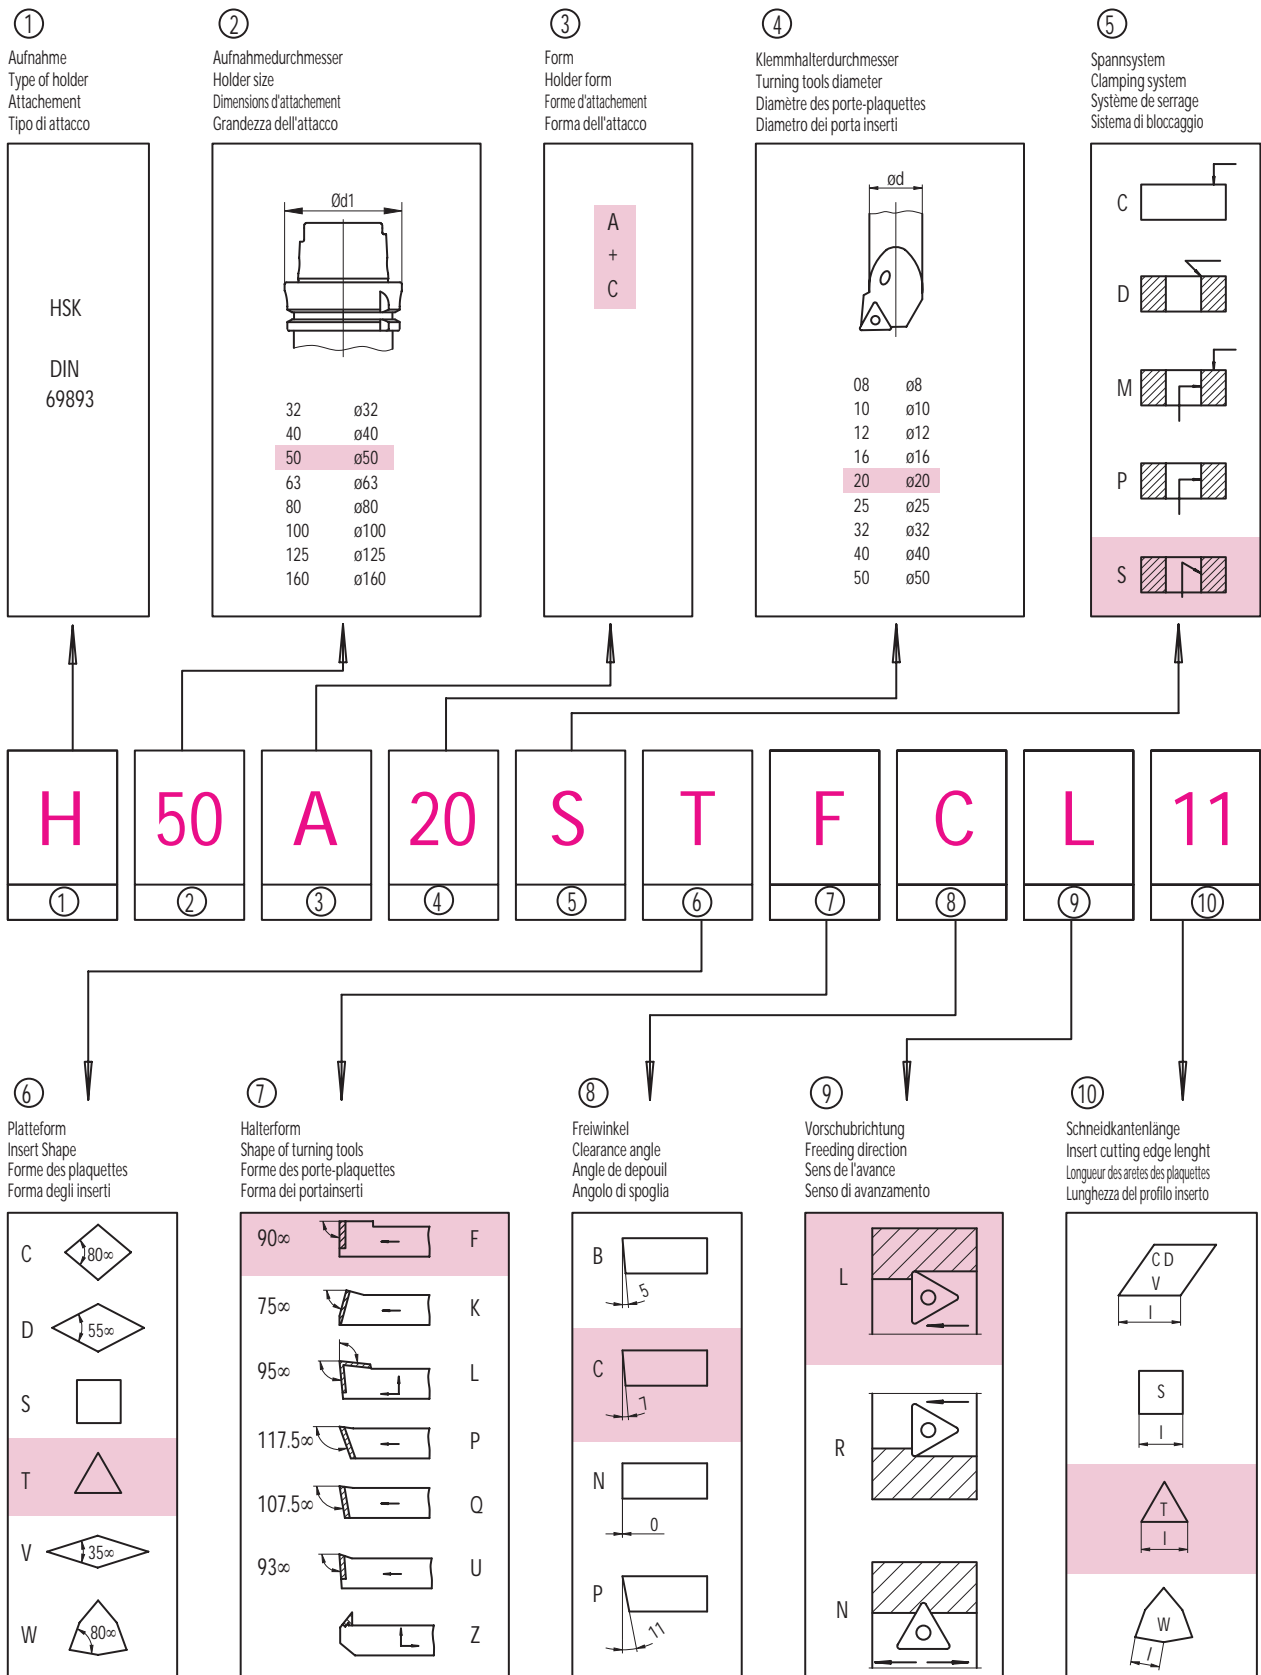 1
Aufnahme
Type of holder
Attachement
Tipo di attacco
HSK
DIN
69893
2
Aufnahmedurchmesser
Holder size
Dimensions d'attachement
Grandezza dell'attacco
Ød1
32 ø32
40 ø40
50 ø50
63 ø63
80 ø80
100 ø100
125 ø125
160 ø160
3
Form
Holder form
Forme d'attachement
Forma dell'attacco
A
+
C
4
Klemmhalterdurchmesser
Turning tools diameter
Diamètre des porte-plaquettes
Diametro dei porta inserti
ød
08 ø8
10 ø10
12 ø12
16 ø16
20 ø20
25 ø25
32 ø32
40 ø40
50 ø50
5
Spannsystem
Clamping system
Système de serrage
Sistema di bloccaggio
C
D
M
P
S
H 50 A 20 S T F C L 11
1 2 3 4 5 6 7 8 9 10
6
Platteform
Insert Shape
Forme des plaquettes
Forma degli inserti
C 80∞
D 55∞
S
T
V 35∞
W 80∞
7
Halterform
Shape of turning tools
Forme des porte-plaquettes
Forma dei portainserti
90∞ F
75∞ K
95∞ L
117.5∞ P
107.5∞ Q
93∞ U
Z
8
Freiwinkel
Clearance angle
Angle de depouil
Angolo di spoglia
B
5
C
7
N
0
P
11
9
Vorschubrichtung
Freeding direction
Sens de l'avance
Senso di avanzamento
L
R
N
10
Schneidkantenlänge
Insert cutting edge lenght
Longueur des aretes des plaquettes
Lunghezza del profilo inserto
C D
V
l
S
l
T
l
W
l